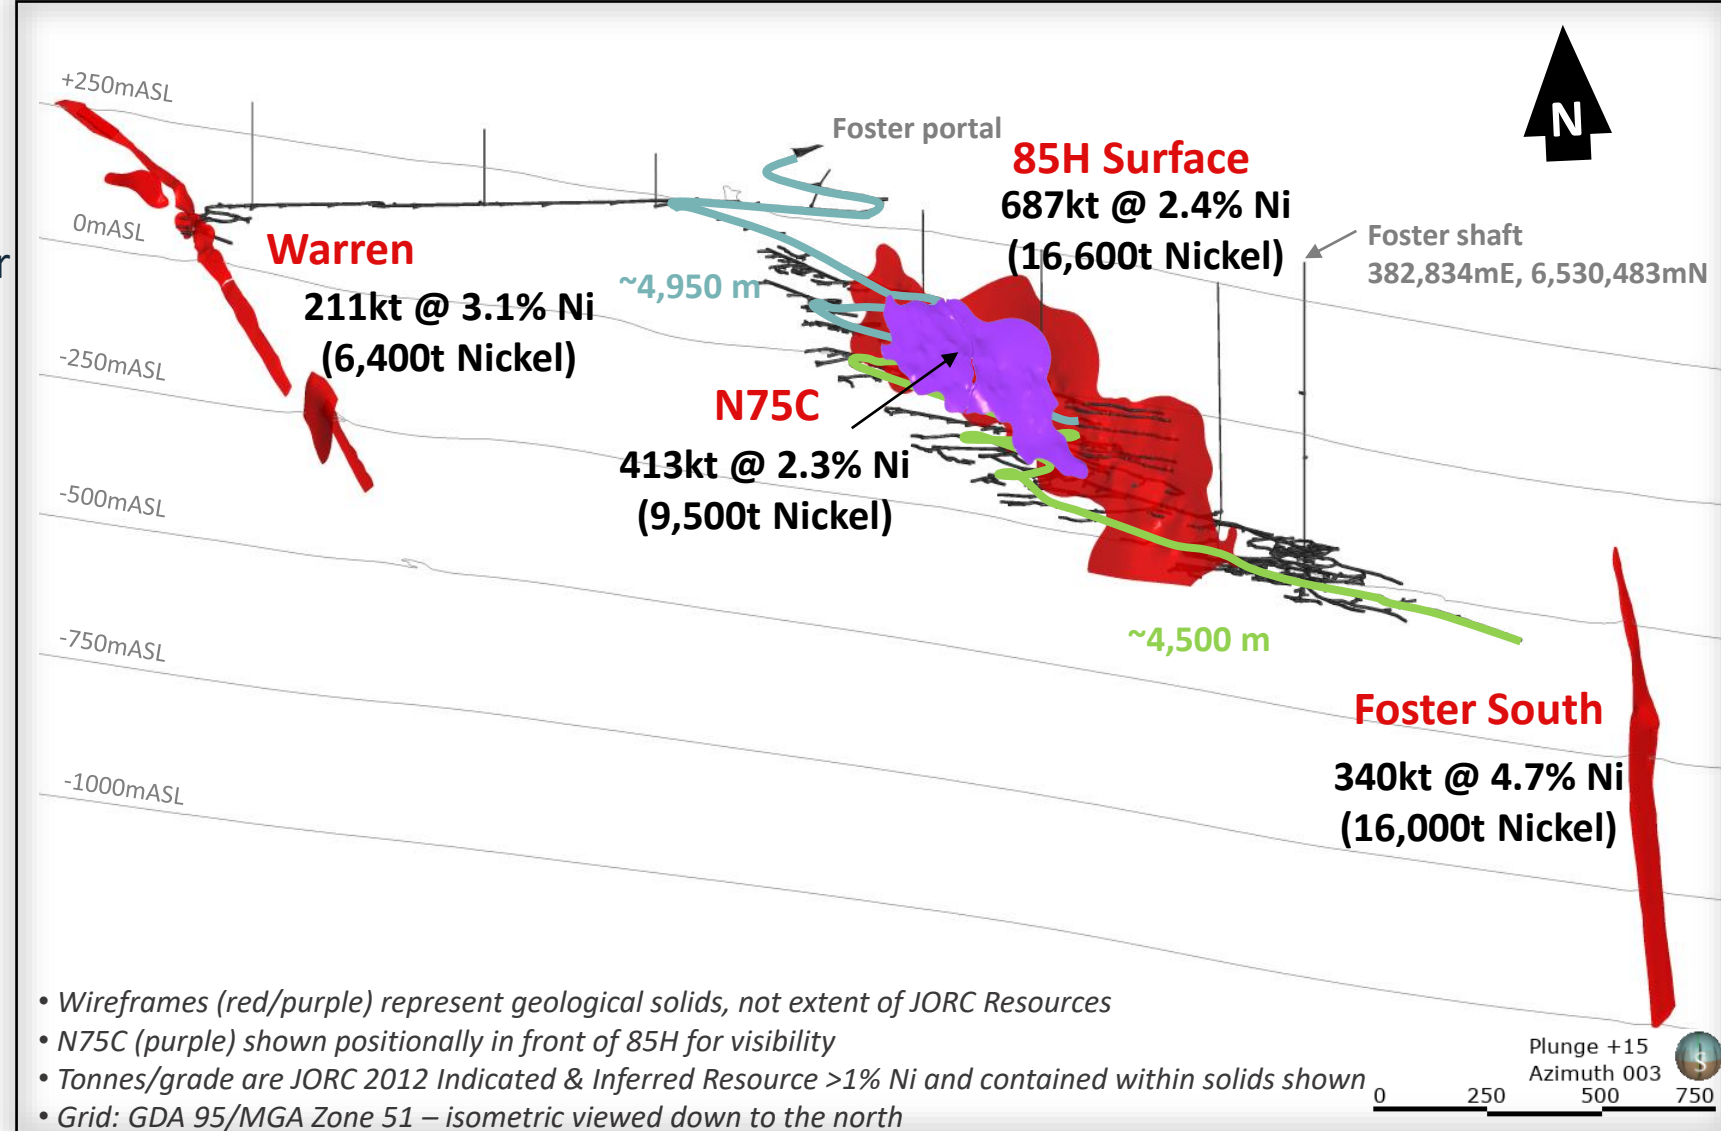 +250mASL
N
Foster portal
85H Surface
687kt @ 2.4% Ni
(16,600t Nickel)
0mASL
r
Warren
211kt @ 3.1% Ni
(6,400t Nickel)
~4,950 m
Foster shaft
382,834mE, 6,530,483mN
-250mASL
N75C
413kt @ 2.3% Ni
(9,500t Nickel)
-500mASL
~4,500 m
-750mASL
Foster South
340kt @ 4.7% Ni
(16,000t Nickel)
-1000mASL
• Wireframes (red/purple) represent geological solids, not extent of JORC Resources
• N75C (purple) shown positionally in front of 85H for visibility
• Tonnes/grade are JORC 2012 Indicated & Inferred Resource >1% Ni and contained within solids shown
• Grid: GDA 95/MGA Zone 51 – isometric viewed down to the north
Plunge +15
Azimuth 003
S
0 250 500 750